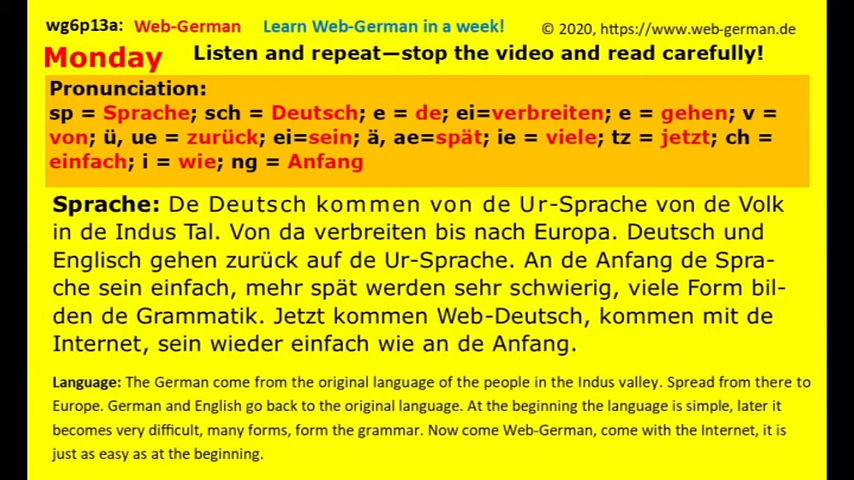 wg6p13a: Web-German Learn Web-German in a week! © 2020, https://www.web-german.de
Monday Listen and repeat—stop the video and read carefully!
Pronunciation:
sp = Sprache; sch = Deutsch; e = de; ei=verbreiten; e = gehen; v =
von; ü, ue = zurück; ei=sein; ä, ae=spät; ie = viele; tz = jetzt; ch =
einfach; i = wie; ng = Anfang
Sprache: De Deutsch kommen von de Ur-Sprache von de Volk
in de Indus Tal. Von da verbreiten bis nach Europa. Deutsch und
Englisch gehen zurück auf de Ur-Sprache. An de Anfang de Spra-
che sein einfach, mehr spät werden sehr schwierig, viele Form bil-
den de Grammatik. Jetzt kommen Web-Deutsch, kommen mit de
Internet, sein wieder einfach wie an de Anfang.
Language: The German come from the original language of the people in the Indus valley. Spread from there to
Europe. German and English go back to the original language. At the beginning the language is simple, later it
becomes very difficult, many forms, form the grammar. Now come Web-German, come with the Internet, it is
just as easy as at the beginning.